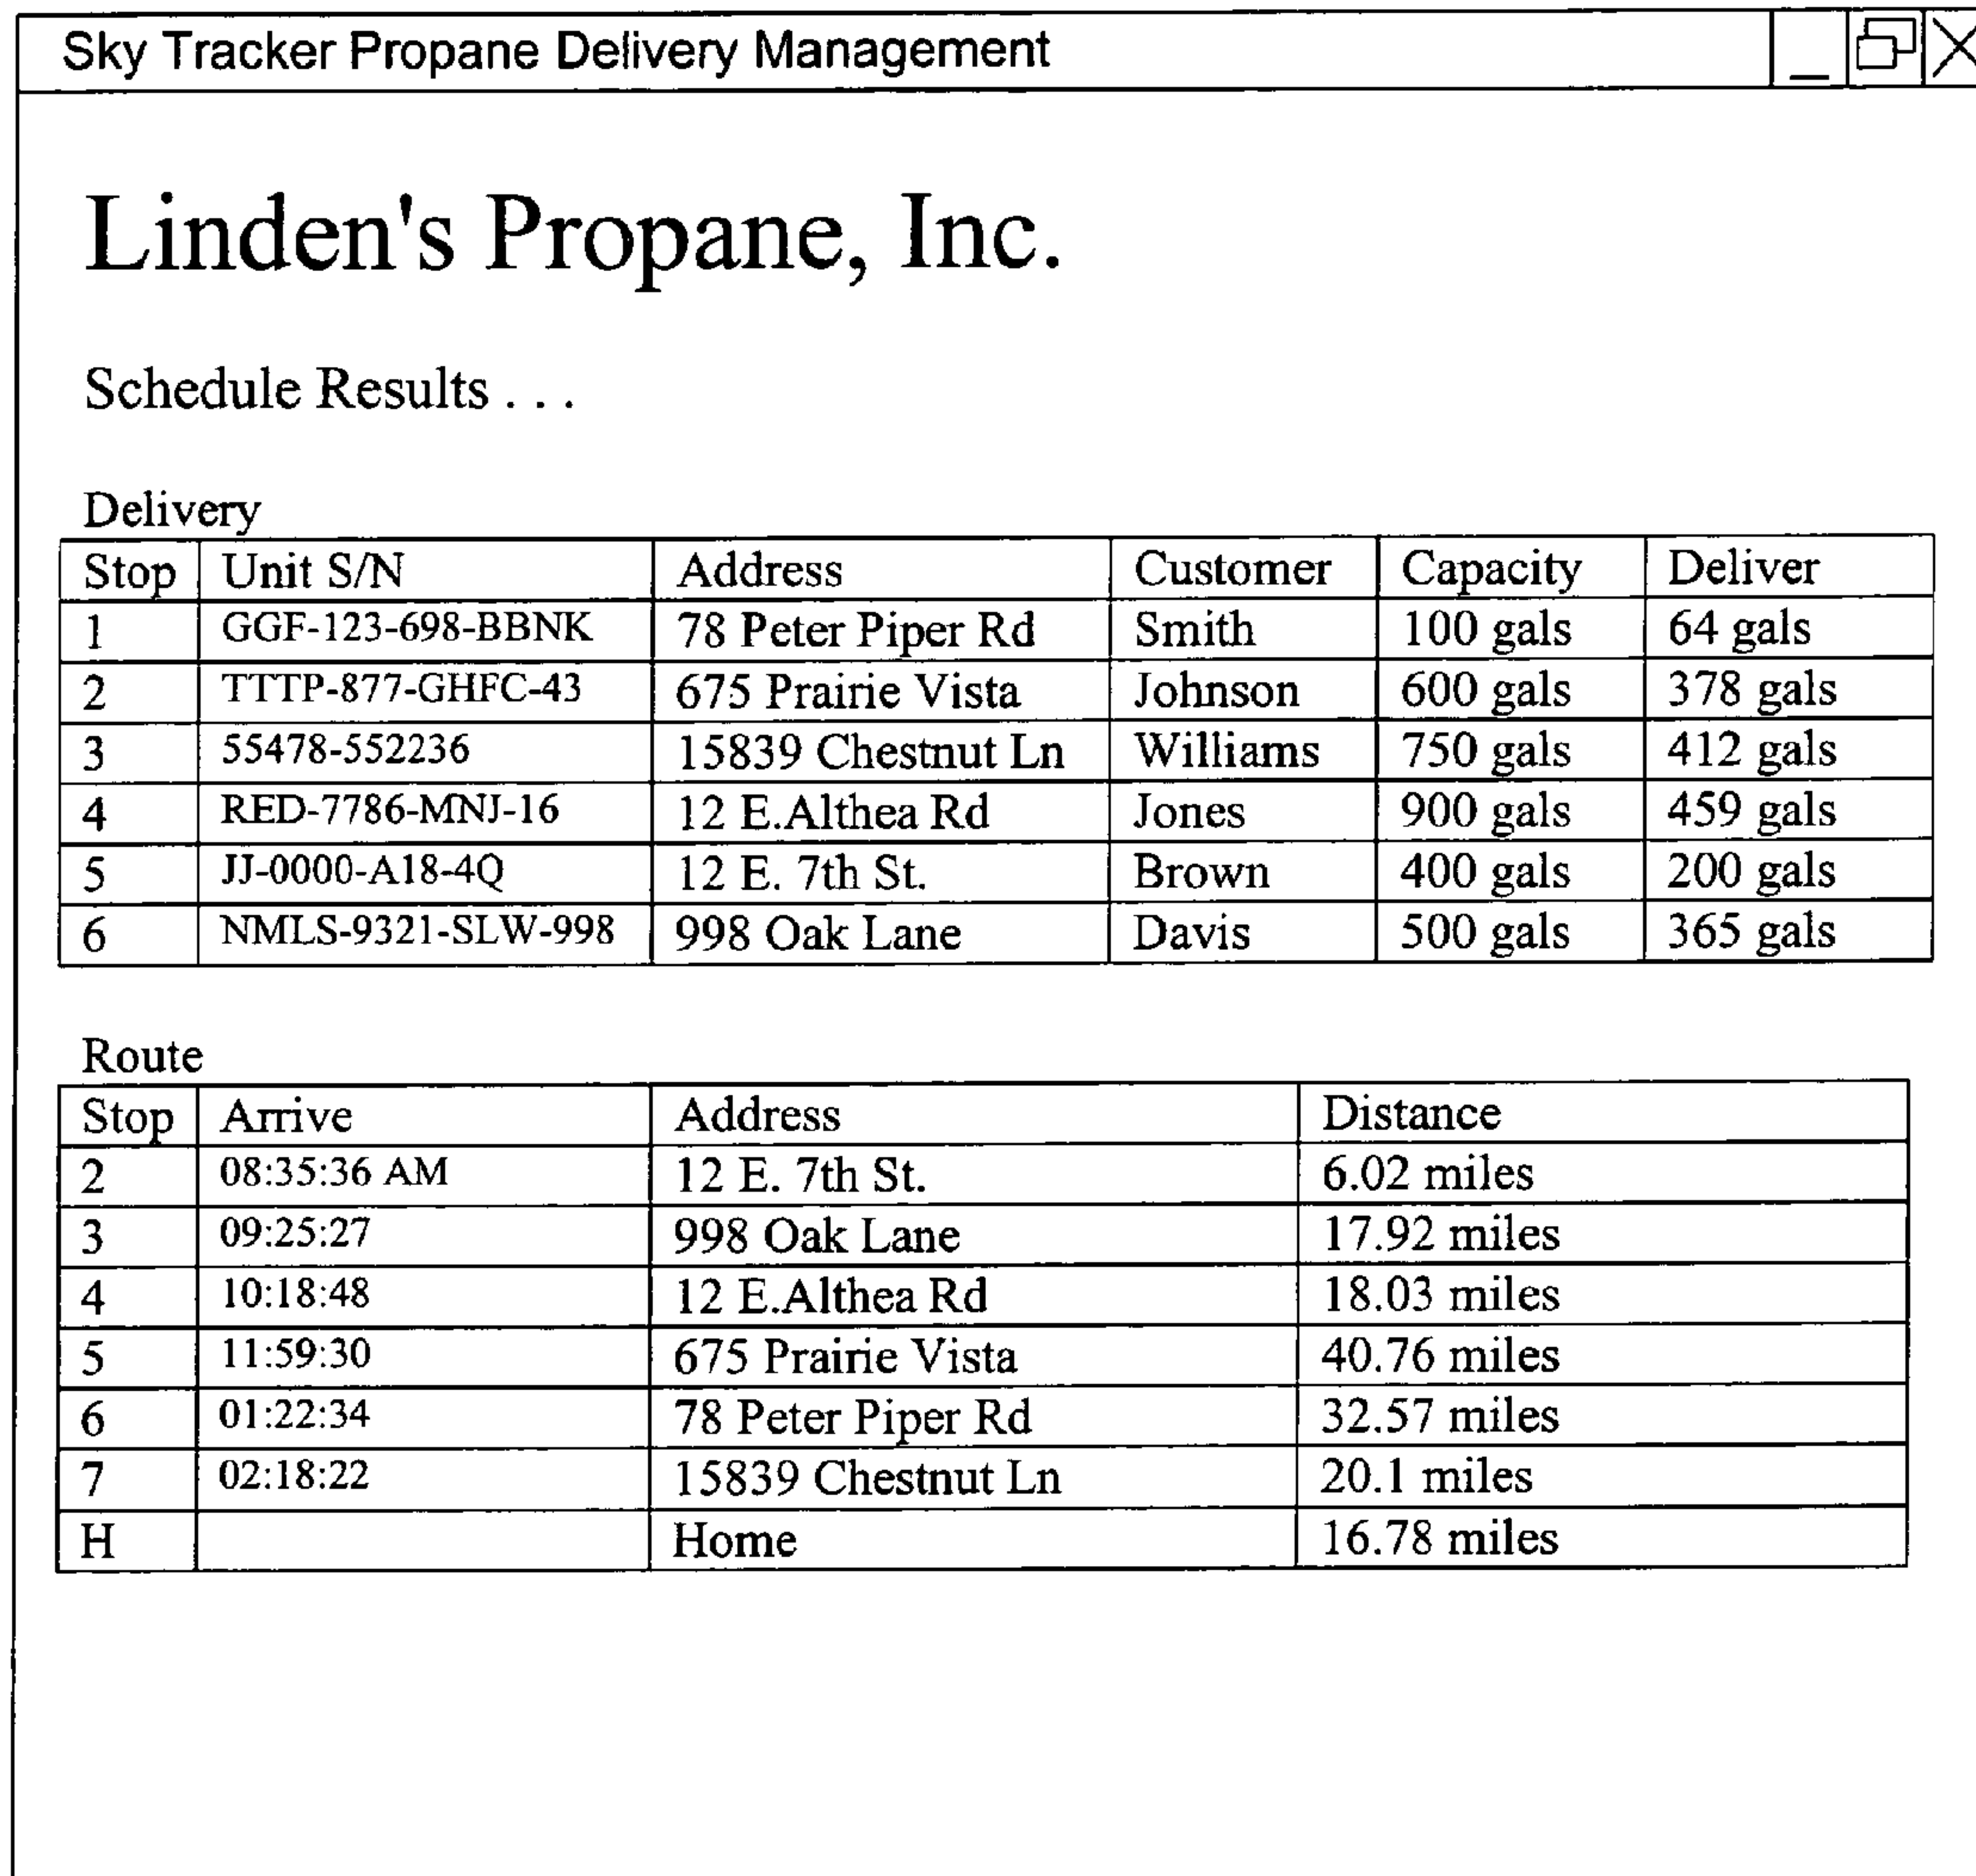 Sky Tracker Propane Delivery Management
Linden's Propane, Inc.
Schedule Results . . .
Delivery
Stop Unit S/N Address Customer Capacity Deliver
1 GGF-123-698-BBNK 78 Peter Piper Rd Smith 100 gals 64 gals
2 TTTP-877-GHFC-43 675 Prairie Vista Johnson 600 gals 378 gals
3 55478-552236 15839 Chestnut Ln Williams 750 gals 412 gals
4 RED-7786-MNJ-16 12 E.Althea Rd Jones 900 gals 459 gals
5 JJ-0000-A18-4Q 12 E. 7th St. Brown 400 gals 200 gals
6 NMLS-9321-SLW-998 998 Oak Lane Davis 500 gals 365 gals
Route
Stop Arrive Address Distance
2 08:35:36 AM 12 E. 7th St. 6.02 miles
3 09:25:27 998 Oak Lane 17.92 miles
4 10:18:48 12 E.Althea Rd 18.03 miles
5 11:59:30 675 Prairie Vista 40.76 miles
6 01:22:34 78 Peter Piper Rd 32.57 miles
7 02:18:22 15839 Chestnut Ln 20.1 miles
H Home 16.78 miles